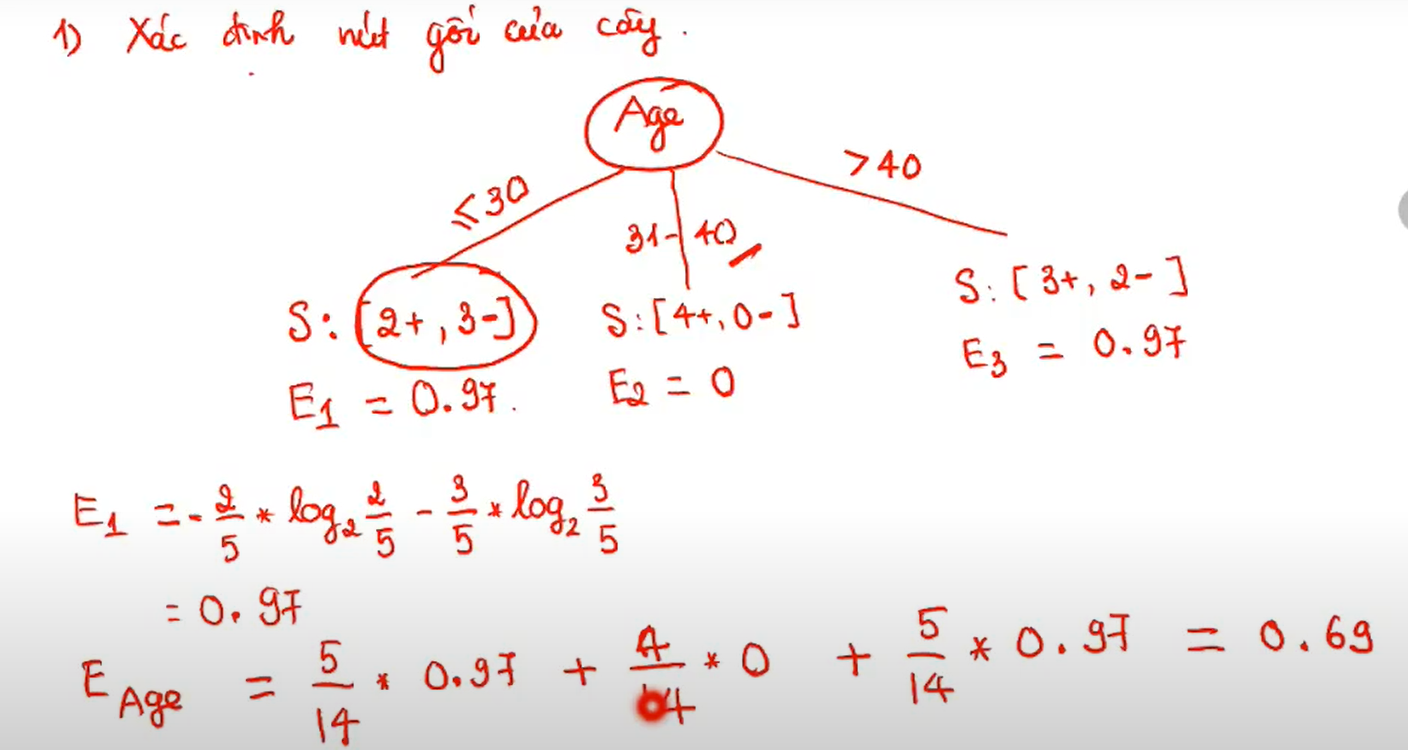 1) Xác định nút gốc của cây.
Age
≤30
31-40
>40
S: [2+, 3-]
S: [4+, 0-]
S: [3+, 2-]
E₁ = 0.97.
E₂ = 0
E₃ = 0.97
E₁ = - 2/5 * log₂ 2/5 - 3/5 * log₂ 3/5
= 0.97
E Age = 5/14 * 0.97 + 4/14 * 0 + 5/14 * 0.97 = 0.69